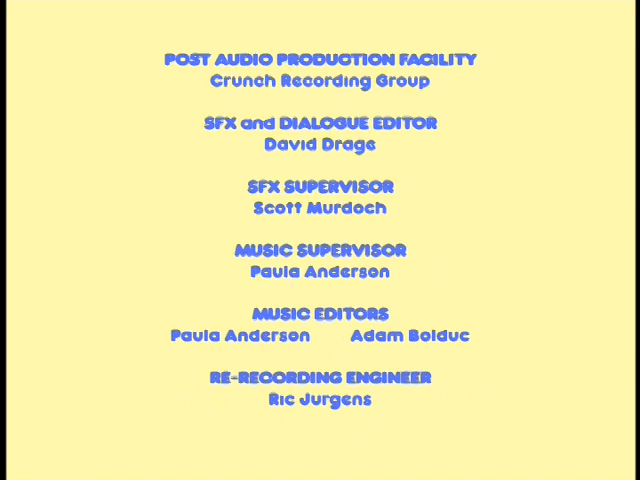 POST AUDIO PRODUCTION FACILITY
Crunch Recording Group
SFX and DIALOGUE EDITOR
David Drage
SFX SUPERVISOR
Scott Murdoch
MUSIC SUPERVISOR
Paula Anderson
MUSIC EDITORS
Paula Anderson Adam Bolduc
RE-RECORDING ENGINEER
Ric Jurgens